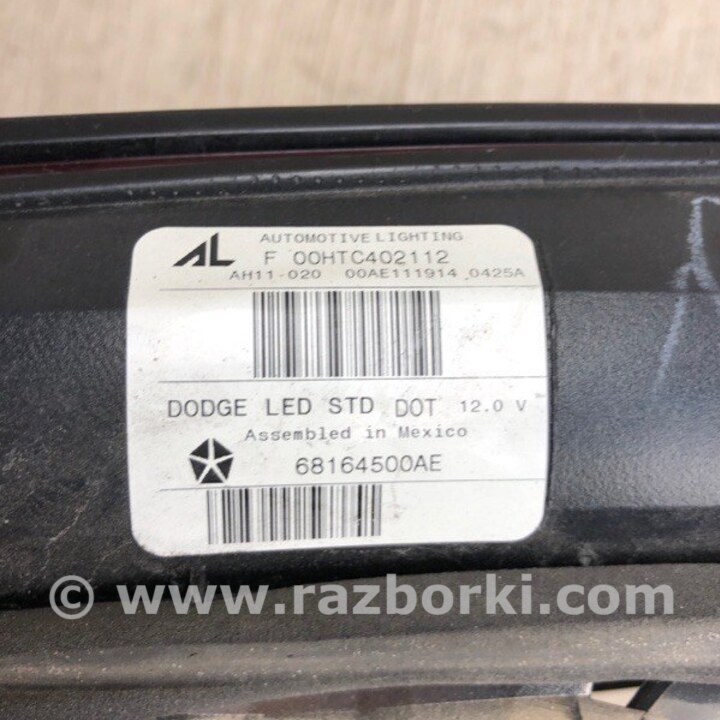 AL
AUTOMOTIVE LIGHTING
F 00HTC402112
AH11-020 00AE111914 0425A
DODGE LED STD DOT 12.0 V
Assembled in Mexico
68164500AE
© www.razborki.com